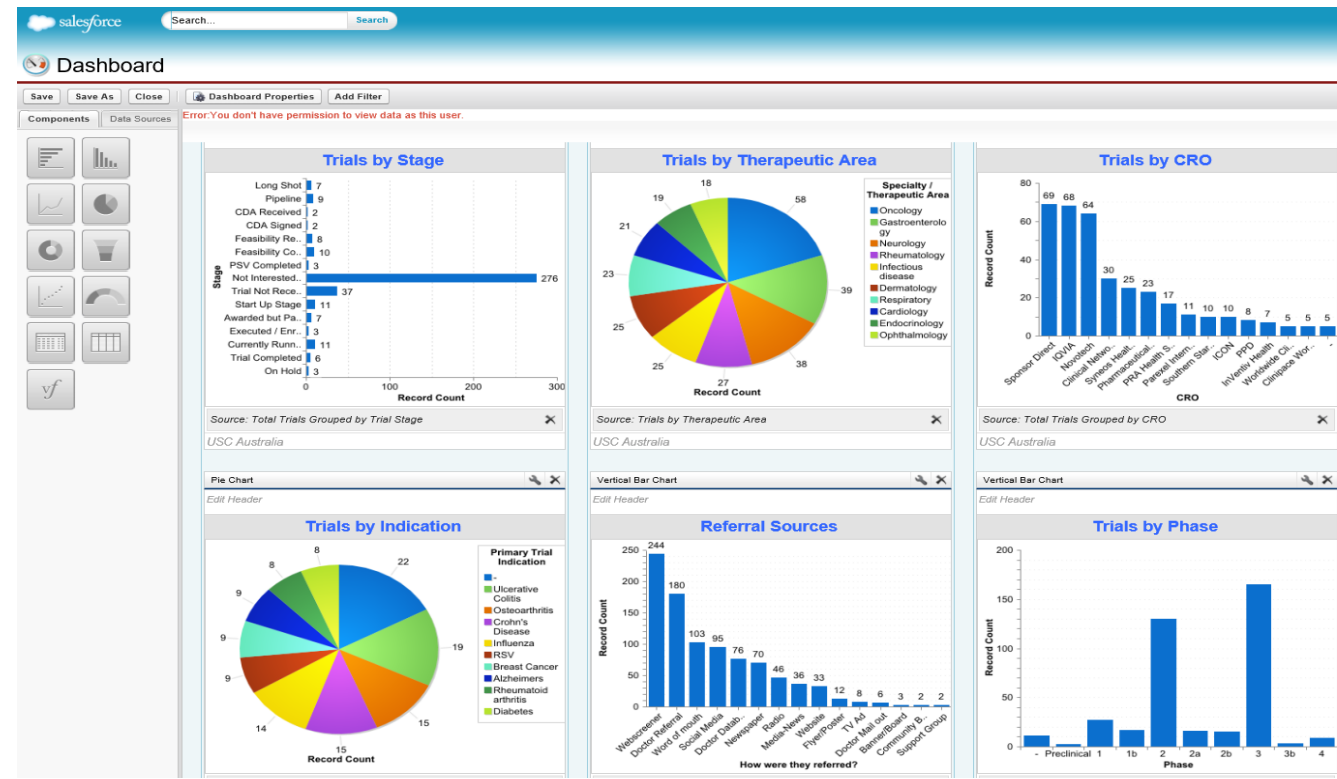 salesforce
Search...
Search
Dashboard
Save
Save As
Close
Dashboard Properties
Add Filter
Components
Data Sources
Error:You don't have permission to view data as this user.
Trials by Stage
Stage
Long Shot 7
Pipeline 9
CDA Received 2
CDA Signed 2
Feasibility Re.. 8
Feasibility Co.. 10
PSV Completed 3
Not Interested.. 276
Trial Not Rece.. 37
Start Up Stage 11
Awarded but Pa.. 7
Executed / Enr.. 3
Currently Runn.. 11
Trial Completed 6
On Hold 3
0 100 200 300
Record Count
Source: Total Trials Grouped by Trial Stage
USC Australia
Trials by Therapeutic Area
58
39
38
27
25
25
23
21
19
18
Record Count
Specialty /
Therapeutic Area
Oncology
Gastroenterolo
gy
Neurology
Rheumatology
Infectious
disease
Dermatology
Respiratory
Cardiology
Endocrinology
Ophthalmology
Source: Trials by Therapeutic Area
USC Australia
Trials by CRO
Record Count
80
60
40
20
0
69 68 64 30 25 23 17 11 10 10 8 7 5 5 5
Sponsor Direct
IQVIA
Novotech
Clinical Netwo..
Syneos Healt..
Pharmaceutical..
PRA Health S..
Parexel Intern..
Southern Star..
ICON
PPD
InVentiv Health
Worldwide Cli..
Clinipace Wor..
-
CRO
Source: Total Trials Grouped by CRO
USC Australia
Pie Chart
Edit Header
Trials by Indication
22
19
15
15
14
9
9
9
8
8
Record Count
Primary Trial
Indication
-
Ulcerative
Colitis
Osteoarthritis
Crohn's
Disease
Influenza
RSV
Breast Cancer
Alzheimers
Rheumatoid
arthritis
Diabetes
Vertical Bar Chart
Edit Header
Referral Sources
Record Count
250
200
150
100
50
0
244 180 103 95 76 70 46 36 33 12 8 6 3 2 2
Webscreener
Doctor Referral
Word of mouth
Social Media
Doctor Datab..
Newspaper
Radio
Media-News
Website
Flyer/Poster
TV Ad
Doctor Mail out
Banner/Board
Community B..
Support Group
How were they referred?
Vertical Bar Chart
Edit Header
Trials by Phase
Record Count
200
150
100
50
0
- Preclinical 1 1b 2 2a 2b 3 3b 4
Phase
vf